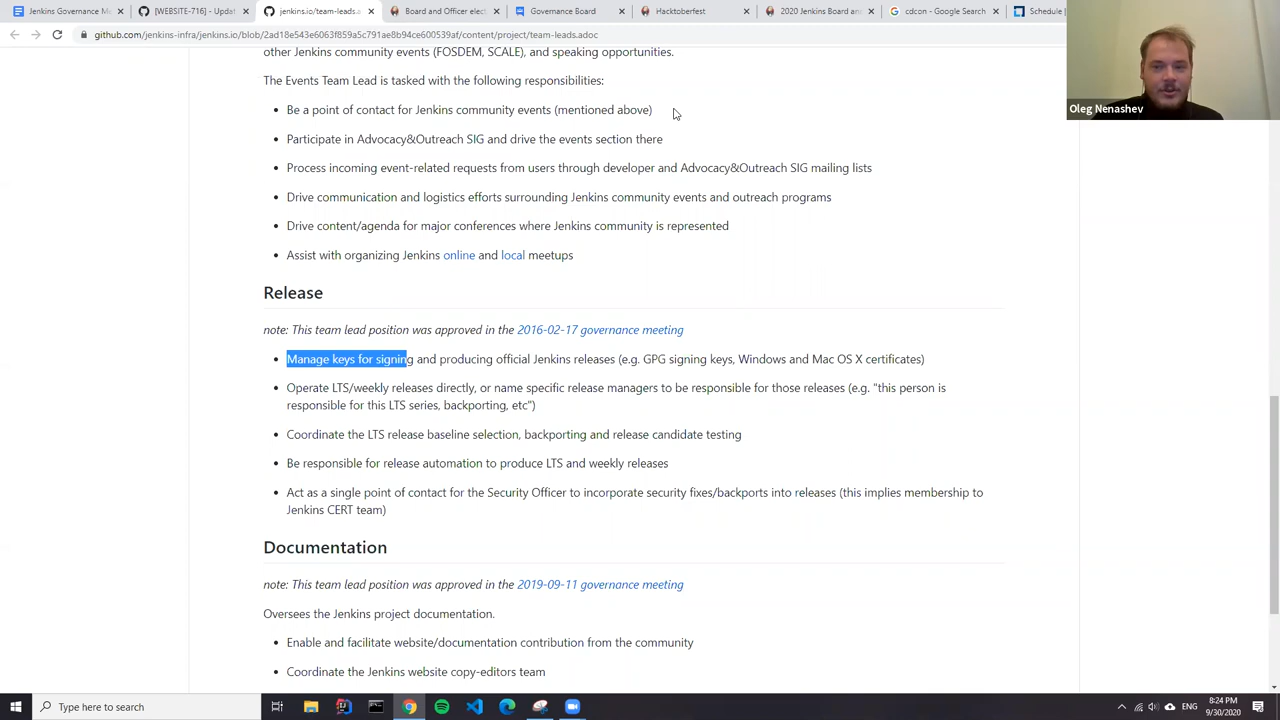 Jenkins Governance Me
[WEBSITE-716] - Updat
jenkins.io/team-leads.a
Board and Officer elect
Governance Board
Hacktoberfest
2020 Jenkins Board an
cdcon - Google Search
Schedule |
github.com/jenkins-infra/jenkins.io/blob/2ad18de543e6063f859a5c791ae8b94ce600539af/content/project/team-leads.adoc
other Jenkins community events (FOSDEM, SCALE), and speaking opportunities.
The Events Team Lead is tasked with the following responsibilities:
Be a point of contact for Jenkins community events (mentioned above)
Participate in Advocacy&Outreach SIG and drive the events section there
Process incoming event-related requests from users through developer and Advocacy&Outreach SIG mailing lists
Drive communication and logistics efforts surrounding Jenkins community events and outreach programs
Drive content/agenda for major conferences where Jenkins community is represented
Assist with organizing Jenkins online and local meetups
Release
note: This team lead position was approved in the 2016-02-17 governance meeting
Manage keys for signing and producing official Jenkins releases (e.g. GPG signing keys, Windows and Mac OS X certificates)
Operate LTS/weekly releases directly, or name specific release managers to be responsible for those releases (e.g. "this person is
responsible for this LTS series, backporting, etc")
Coordinate the LTS release baseline selection, backporting and release candidate testing
Be responsible for release automation to produce LTS and weekly releases
Act as a single point of contact for the Security Officer to incorporate security fixes/backports into releases (this implies membership to
Jenkins CERT team)
Documentation
note: This team lead position was approved in the 2019-09-11 governance meeting
Oversees the Jenkins project documentation.
Enable and facilitate website/documentation contribution from the community
Coordinate the Jenkins website copy-editors team
Oleg Nenashev
Type here to search
ENG
8:24 PM
9/30/2020